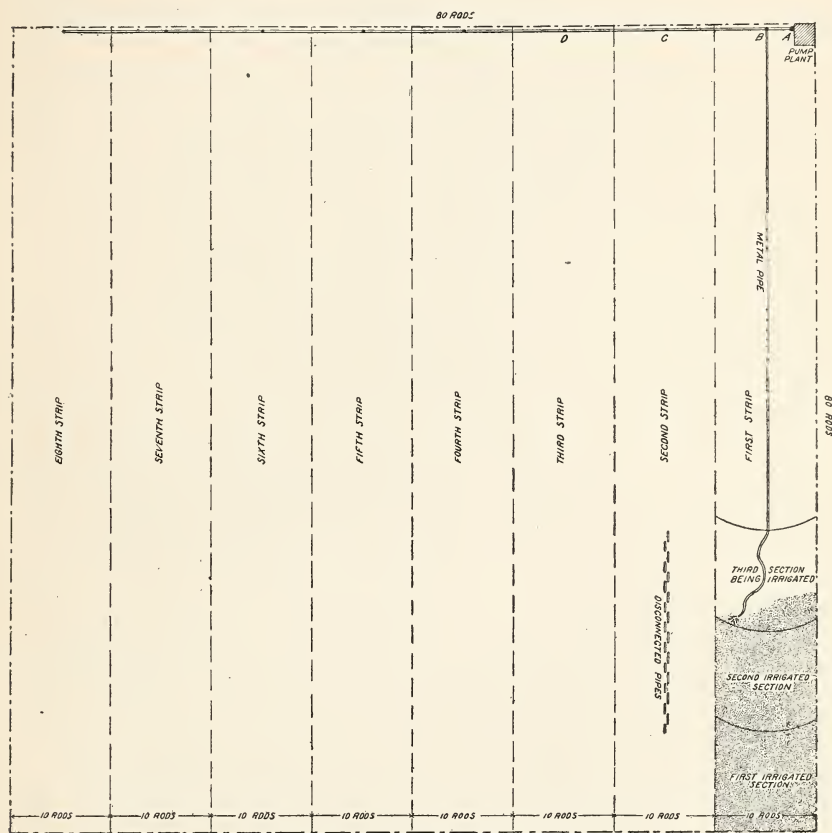 80 RODS
D
C
B
A
PUMP
PLANT
METAL PIPE
80 RODS
EIGHTH STRIP
SEVENTH STRIP
SIXTH STRIP
FIFTH STRIP
FOURTH STRIP
THIRD STRIP
SECOND STRIP
FIRST STRIP
THIRD SECTION
BEING IRRIGATED
DISCONNECTED PIPES
SECOND IRRIGATED
SECTION
FIRST IRRIGATED
SECTION
10 RODS
10 RODS
10 RODS
10 RODS
10 RODS
10 RODS
10 RODS
10 RODS